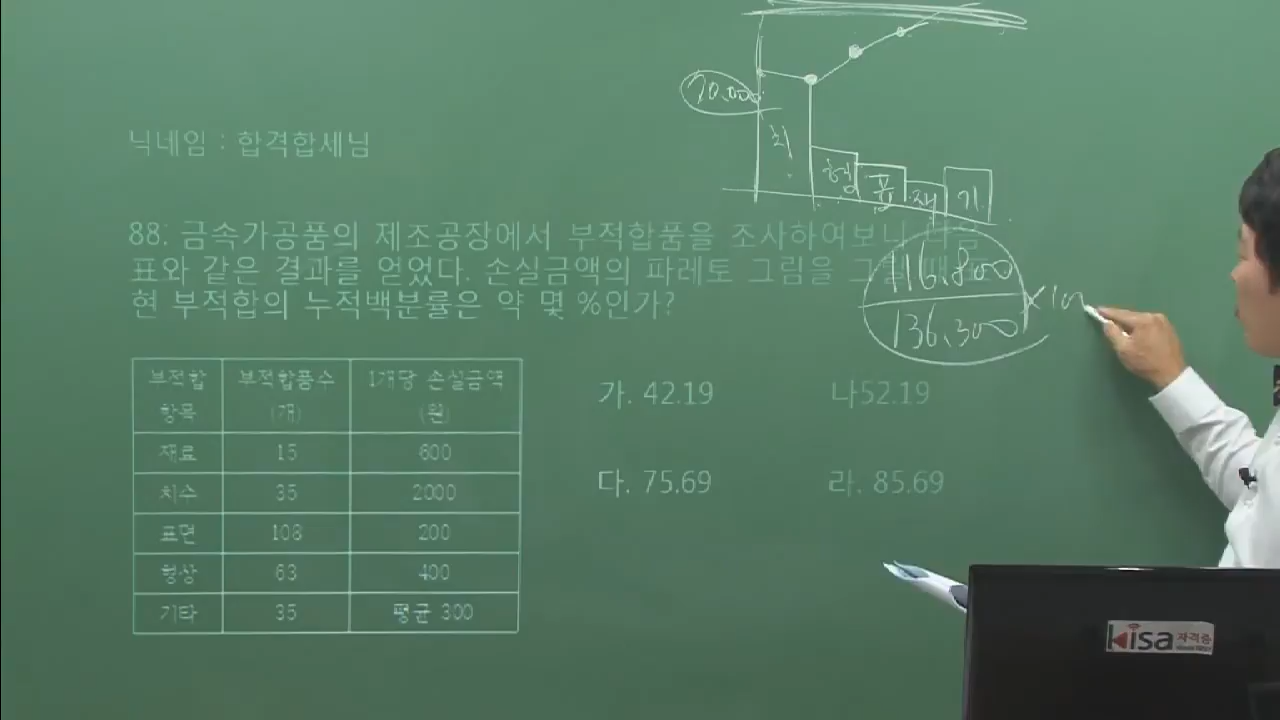 70.000
치
형
표
재
기
닉네임 : 합격합세님
88. 금속가공품의 제조공장에서 부적합품을 조사하여보니 다음
표와 같은 결과를 얻었다. 손실금액의 파레토 그림을 그릴 때
현 부적합의 누적백분률은 약 몇 %인가?
116.800
136.300
×100
부적합 항목 부적합품수 (개) 1개당 손실금액 (원)
재료 15 600
치수 35 2000
표면 108 200
형상 63 400
기타 35 평균 300
가. 42.19 나52.19
다. 75.69 라. 85.69
Kisa 자격증